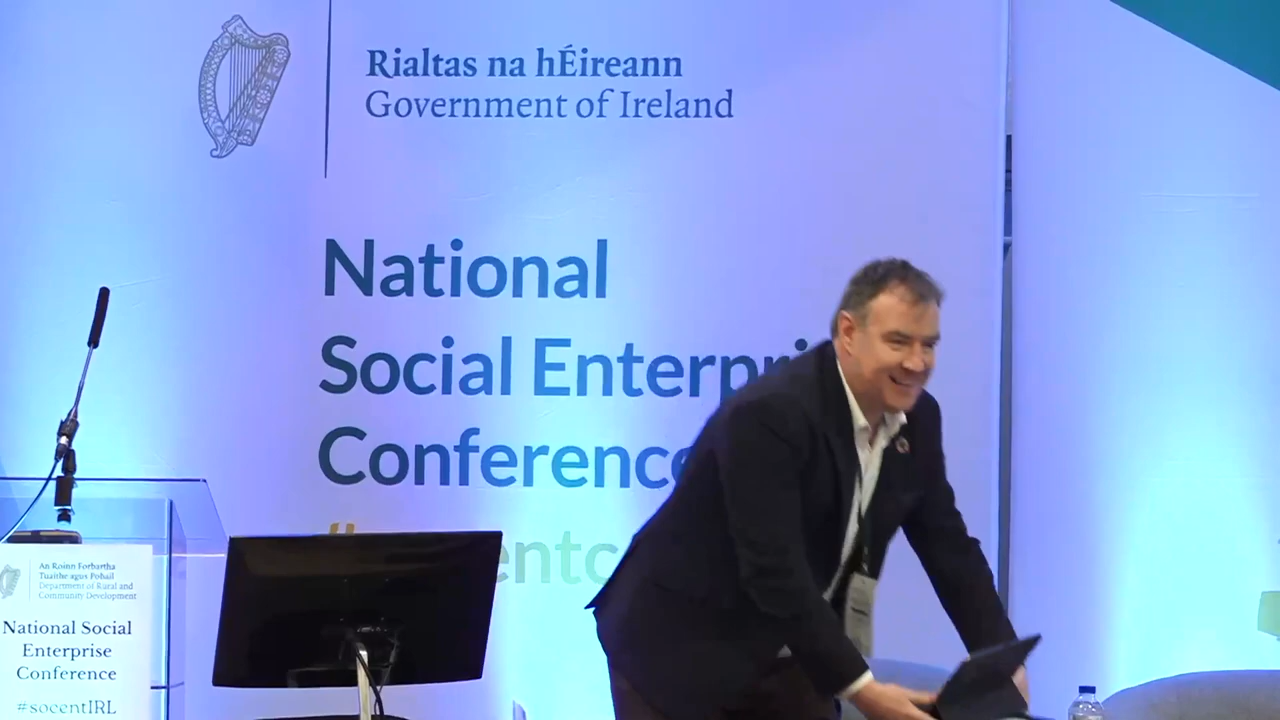 Rialtas na hÉireann
Government of Ireland
National
Social Enterpri
Conference
An Roinn Forbartha
Tuaithe agus Pobail
Department of Rural and
Community Development
National Social
Enterprise
Conference
#socentIRL